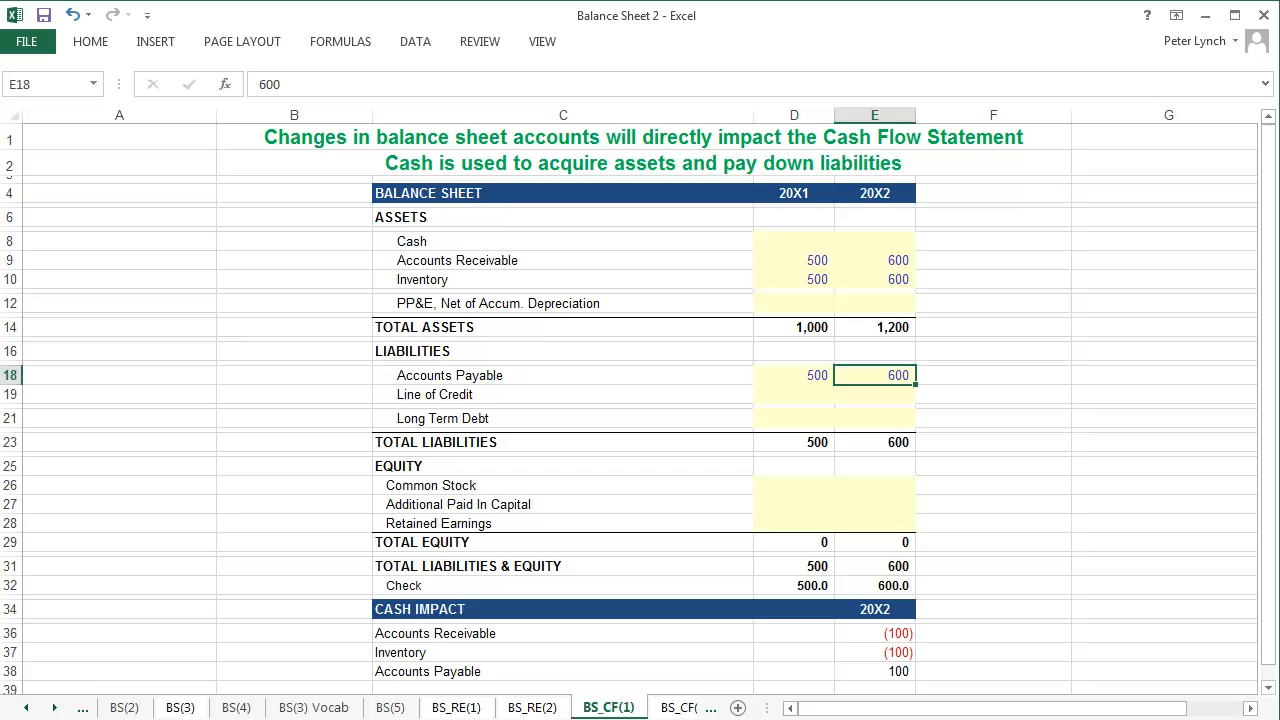 Balance Sheet 2 - Excel
?
FILE HOME INSERT PAGE LAYOUT FORMULAS DATA REVIEW VIEW Peter Lynch
E18 fx 600
A B C D E F G
1 Changes in balance sheet accounts will directly impact the Cash Flow Statement
2 Cash is used to acquire assets and pay down liabilities
4 BALANCE SHEET 20X1 20X2
6 ASSETS
8 Cash
9 Accounts Receivable 500 600
10 Inventory 500 600
12 PP&E, Net of Accum. Depreciation
14 TOTAL ASSETS 1,000 1,200
16 LIABILITIES
18 Accounts Payable 500 600
19 Line of Credit
21 Long Term Debt
23 TOTAL LIABILITIES 500 600
25 EQUITY
26 Common Stock
27 Additional Paid In Capital
28 Retained Earnings
29 TOTAL EQUITY 0 0
31 TOTAL LIABILITIES & EQUITY 500 600
32 Check 500.0 600.0
34 CASH IMPACT 20X2
36 Accounts Receivable (100)
37 Inventory (100)
38 Accounts Payable 100
39
... BS(2) BS(3) BS(4) BS(3) Vocab BS(5) BS_RE(1) BS_RE(2) BS_CF(1) BS_CF( ...